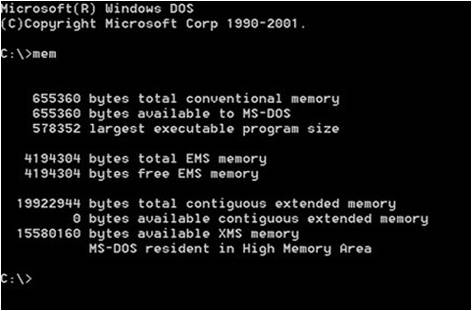 Microsoft(R) Windows DOS
(C)Copyright Microsoft Corp 1990-2001.
C:\>mem
655360 bytes total conventional memory
655360 bytes available to MS-DOS
578352 largest executable program size
4194304 bytes total EMS memory
4194304 bytes free EMS memory
19922944 bytes total contiguous extended memory
0 bytes available contiguous extended memory
15580160 bytes available XMS memory
MS-DOS resident in High Memory Area
C:\>